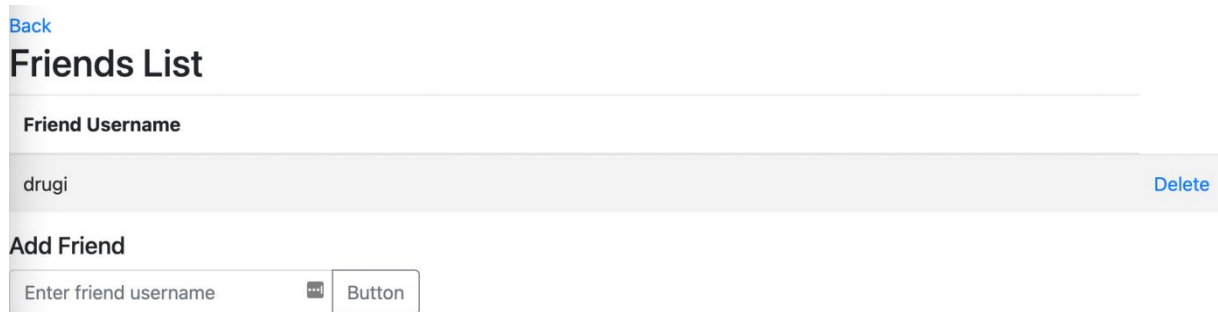 Back
Friends List
Friend Username
drugi Delete
Add Friend
Enter friend username Button